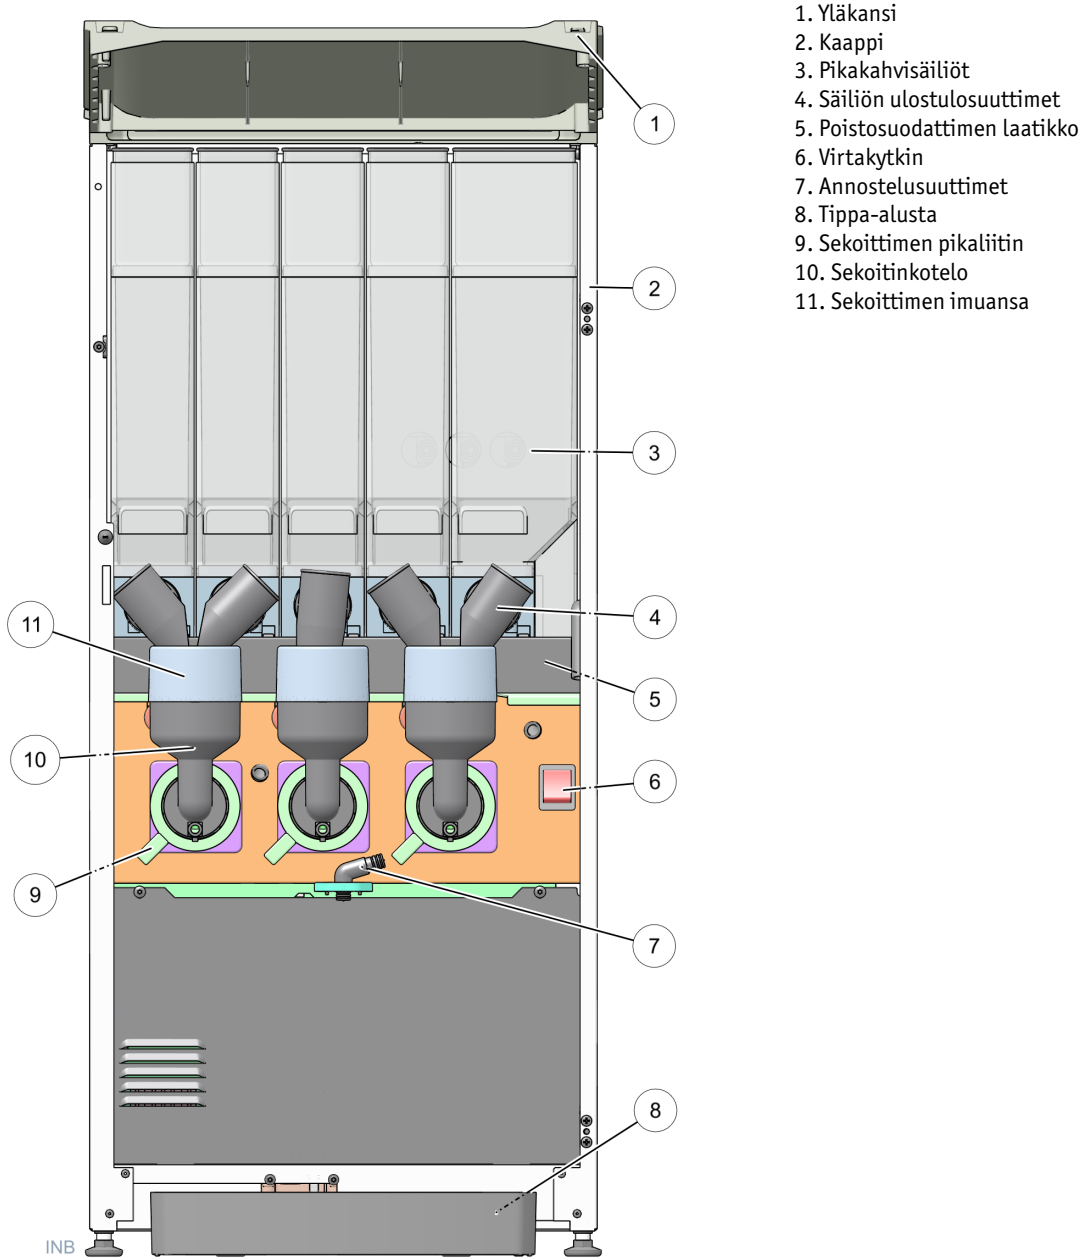 1. Yläkansi
2. Kaappi
3. Pikakahvisäiliöt
4. Säiliön ulostulosuuttimet
5. Poistosuodattimen laatikko
6. Virtakytkin
7. Annostelusuuttimet
8. Tippa-alusta
9. Sekoittimen pikaliitin
10. Sekoitinkotelo
11. Sekoittimen imuansa
1
2
3
4
11
5
10
6
9
7
8
INB